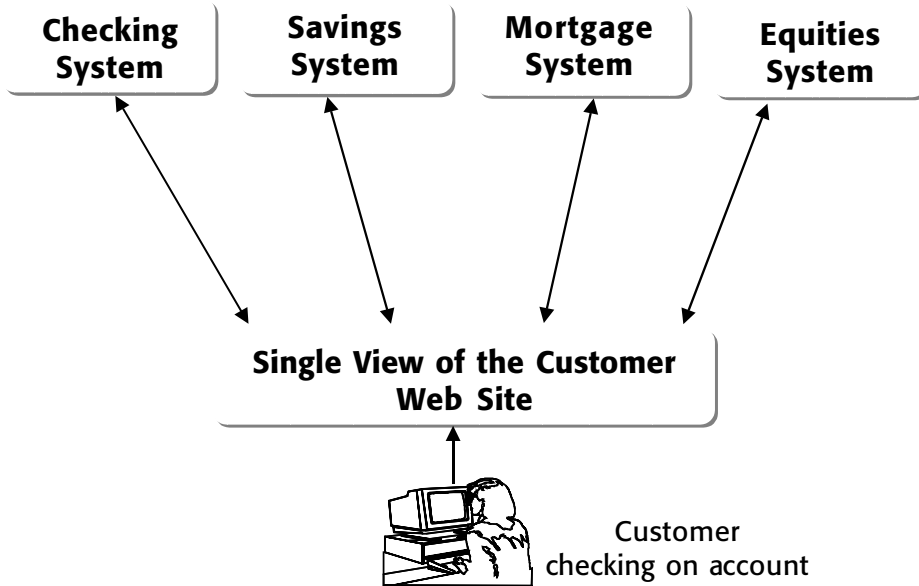 Checking
System
Savings
System
Mortgage
System
Equities
System
Single View of the Customer
Web Site
Customer
checking on account